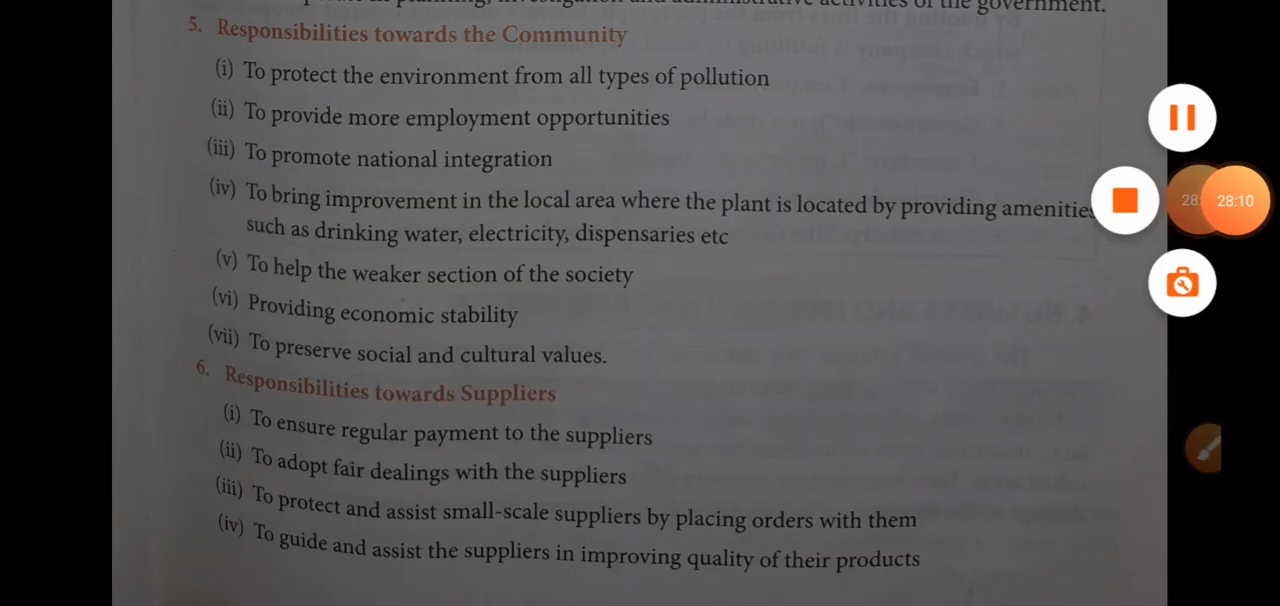 activities of the government.
5. Responsibilities towards the Community
(i) To protect the environment from all types of pollution
(ii) To provide more employment opportunities
(iii) To promote national integration
(iv) To bring improvement in the local area where the plant is located by providing amenities
such as drinking water, electricity, dispensaries etc
(v) To help the weaker section of the society
(vi) Providing economic stability
(vii) To preserve social and cultural values.
6. Responsibilities towards Suppliers
(i) To ensure regular payment to the suppliers
(ii) To adopt fair dealings with the suppliers
(iii) To protect and assist small-scale suppliers by placing orders with them
(iv) To guide and assist the suppliers in improving quality of their products
28:10